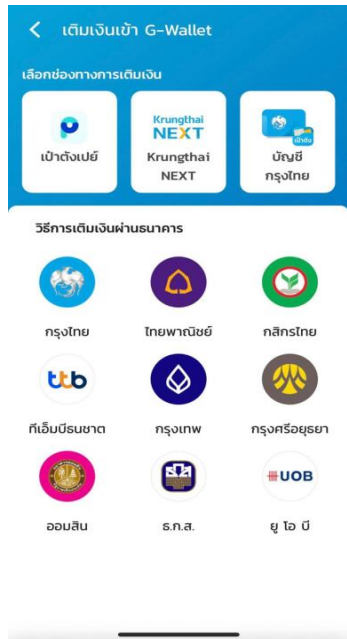 เติมเงินเข้า G-Wallet
เลือกช่องทางการเติมเงิน
เป๋าตังเปย์
Krungthai
NEXT
Krungthai
NEXT
เป๋าตัง
บัญชี
กรุงไทย
วิธีการเติมเงินผ่านธนาคาร
กรุงไทย
ไทยพาณิชย์
กสิกรไทย
ttb
ทีเอ็มบีธนชาต
กรุงเทพ
กรุงศรีอยุธยา
UOB
ออมสิน
ธ.ก.ส.
ยู โอ บี